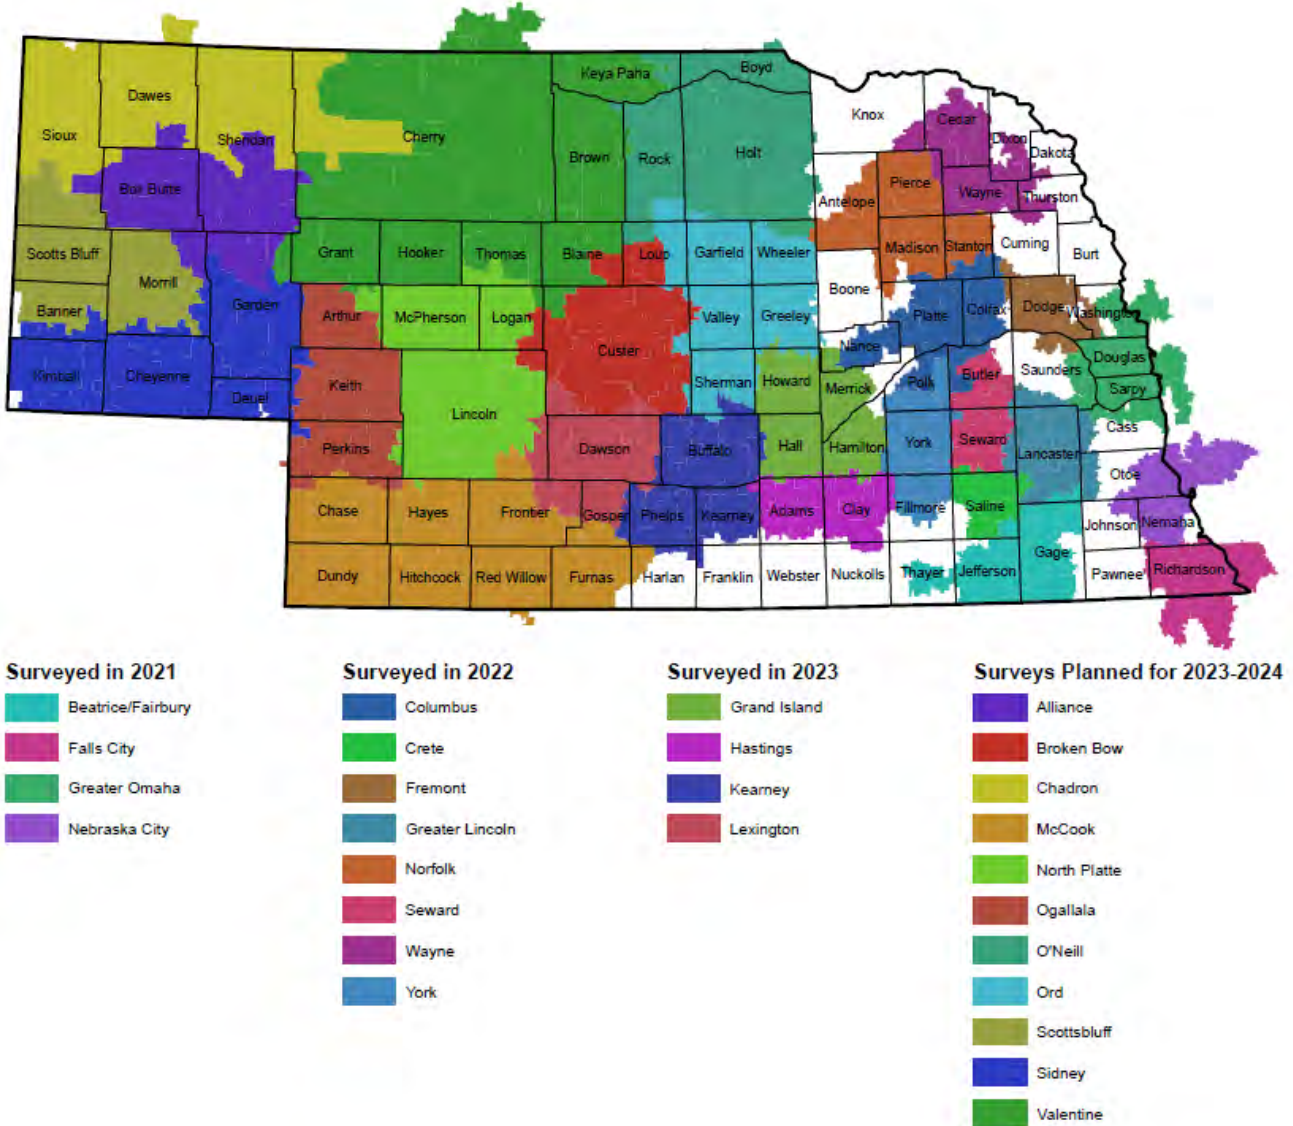 Keya Paha
Boyd
Dawes
Knox
Cedar
Sioux
Sheridan
Cherry
Dixon
Dakota
Brown
Rock
Holt
Box Butte
Pierce
Antelope
Wayne
Thurston
Scotts Bluff
Grant
Hooker
Thomas
Blaine
Loup
Garfield
Wheeler
Madison
Stanton
Cuming
Burt
Morrill
Boone
Banner
Garden
Arthur
McPherson
Logan
Valley
Greeley
Platte
Colfax
Dodge
Washington
Custer
Nance
Douglas
Kimball
Cheyenne
Keith
Sherman
Howard
Merrick
Polk
Butler
Saunders
Sarpy
Deuel
Lincoln
Cass
Perkins
Dawson
Buffalo
Hall
Hamilton
York
Seward
Lancaster
Otoe
Chase
Hayes
Frontier
Gosper
Phelps
Kearney
Adams
Clay
Fillmore
Saline
Johnson
Nemaha
Gage
Dundy
Hitchcock
Red Willow
Furnas
Harlan
Franklin
Webster
Nuckolls
Thayer
Jefferson
Pawnee
Richardson
Surveyed in 2021
Beatrice/Fairbury
Falls City
Greater Omaha
Nebraska City
Surveyed in 2022
Columbus
Crete
Fremont
Greater Lincoln
Norfolk
Seward
Wayne
York
Surveyed in 2023
Grand Island
Hastings
Kearney
Lexington
Surveys Planned for 2023-2024
Alliance
Broken Bow
Chadron
McCook
North Platte
Ogallala
O'Neill
Ord
Scottsbluff
Sidney
Valentine